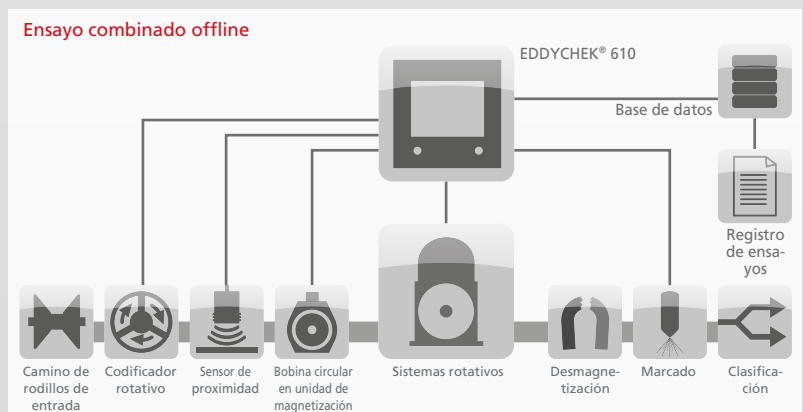 Ensayo combinado offline
EDDYCHEK® 610
Base de datos
Registro
de ensa-
yos
Camino de
rodillos de
entrada
Codificador
rotativo
Sensor de
proximidad
Bobina circular
en unidad de
magnetización
Sistemas rotativos
Desmagne-
tización
Marcado
Clasifica-
ción